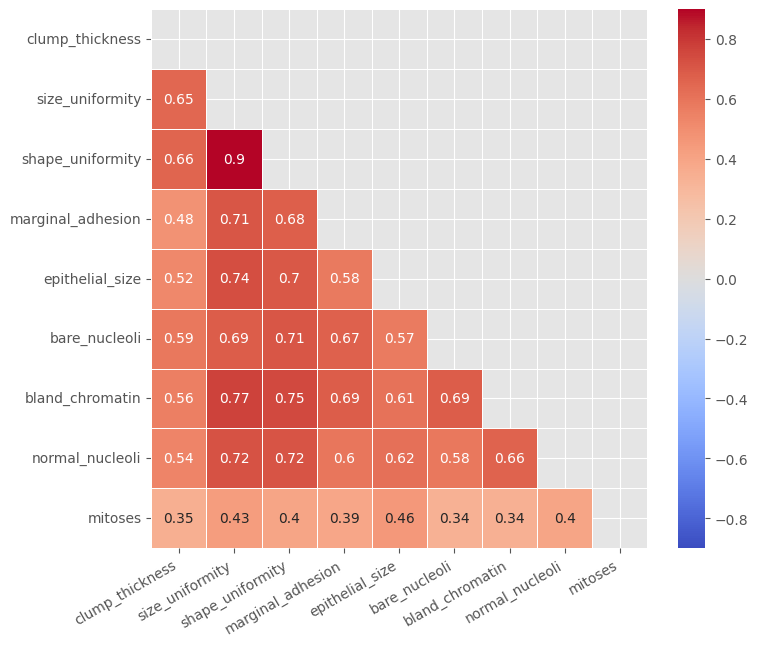 clump_thickness
size_uniformity 0.65
shape_uniformity 0.66 0.9
marginal_adhesion 0.48 0.71 0.68
epithelial_size 0.52 0.74 0.7 0.58
bare_nucleoli 0.59 0.69 0.71 0.67 0.57
bland_chromatin 0.56 0.77 0.75 0.69 0.61 0.69
normal_nucleoli 0.54 0.72 0.72 0.6 0.62 0.58 0.66
mitoses 0.35 0.43 0.4 0.39 0.46 0.34 0.34 0.4
clump_thickness
size_uniformity
shape_uniformity
marginal_adhesion
epithelial_size
bare_nucleoli
bland_chromatin
normal_nucleoli
mitoses
0.8
0.6
0.4
0.2
0.0
−0.2
−0.4
−0.6
−0.8